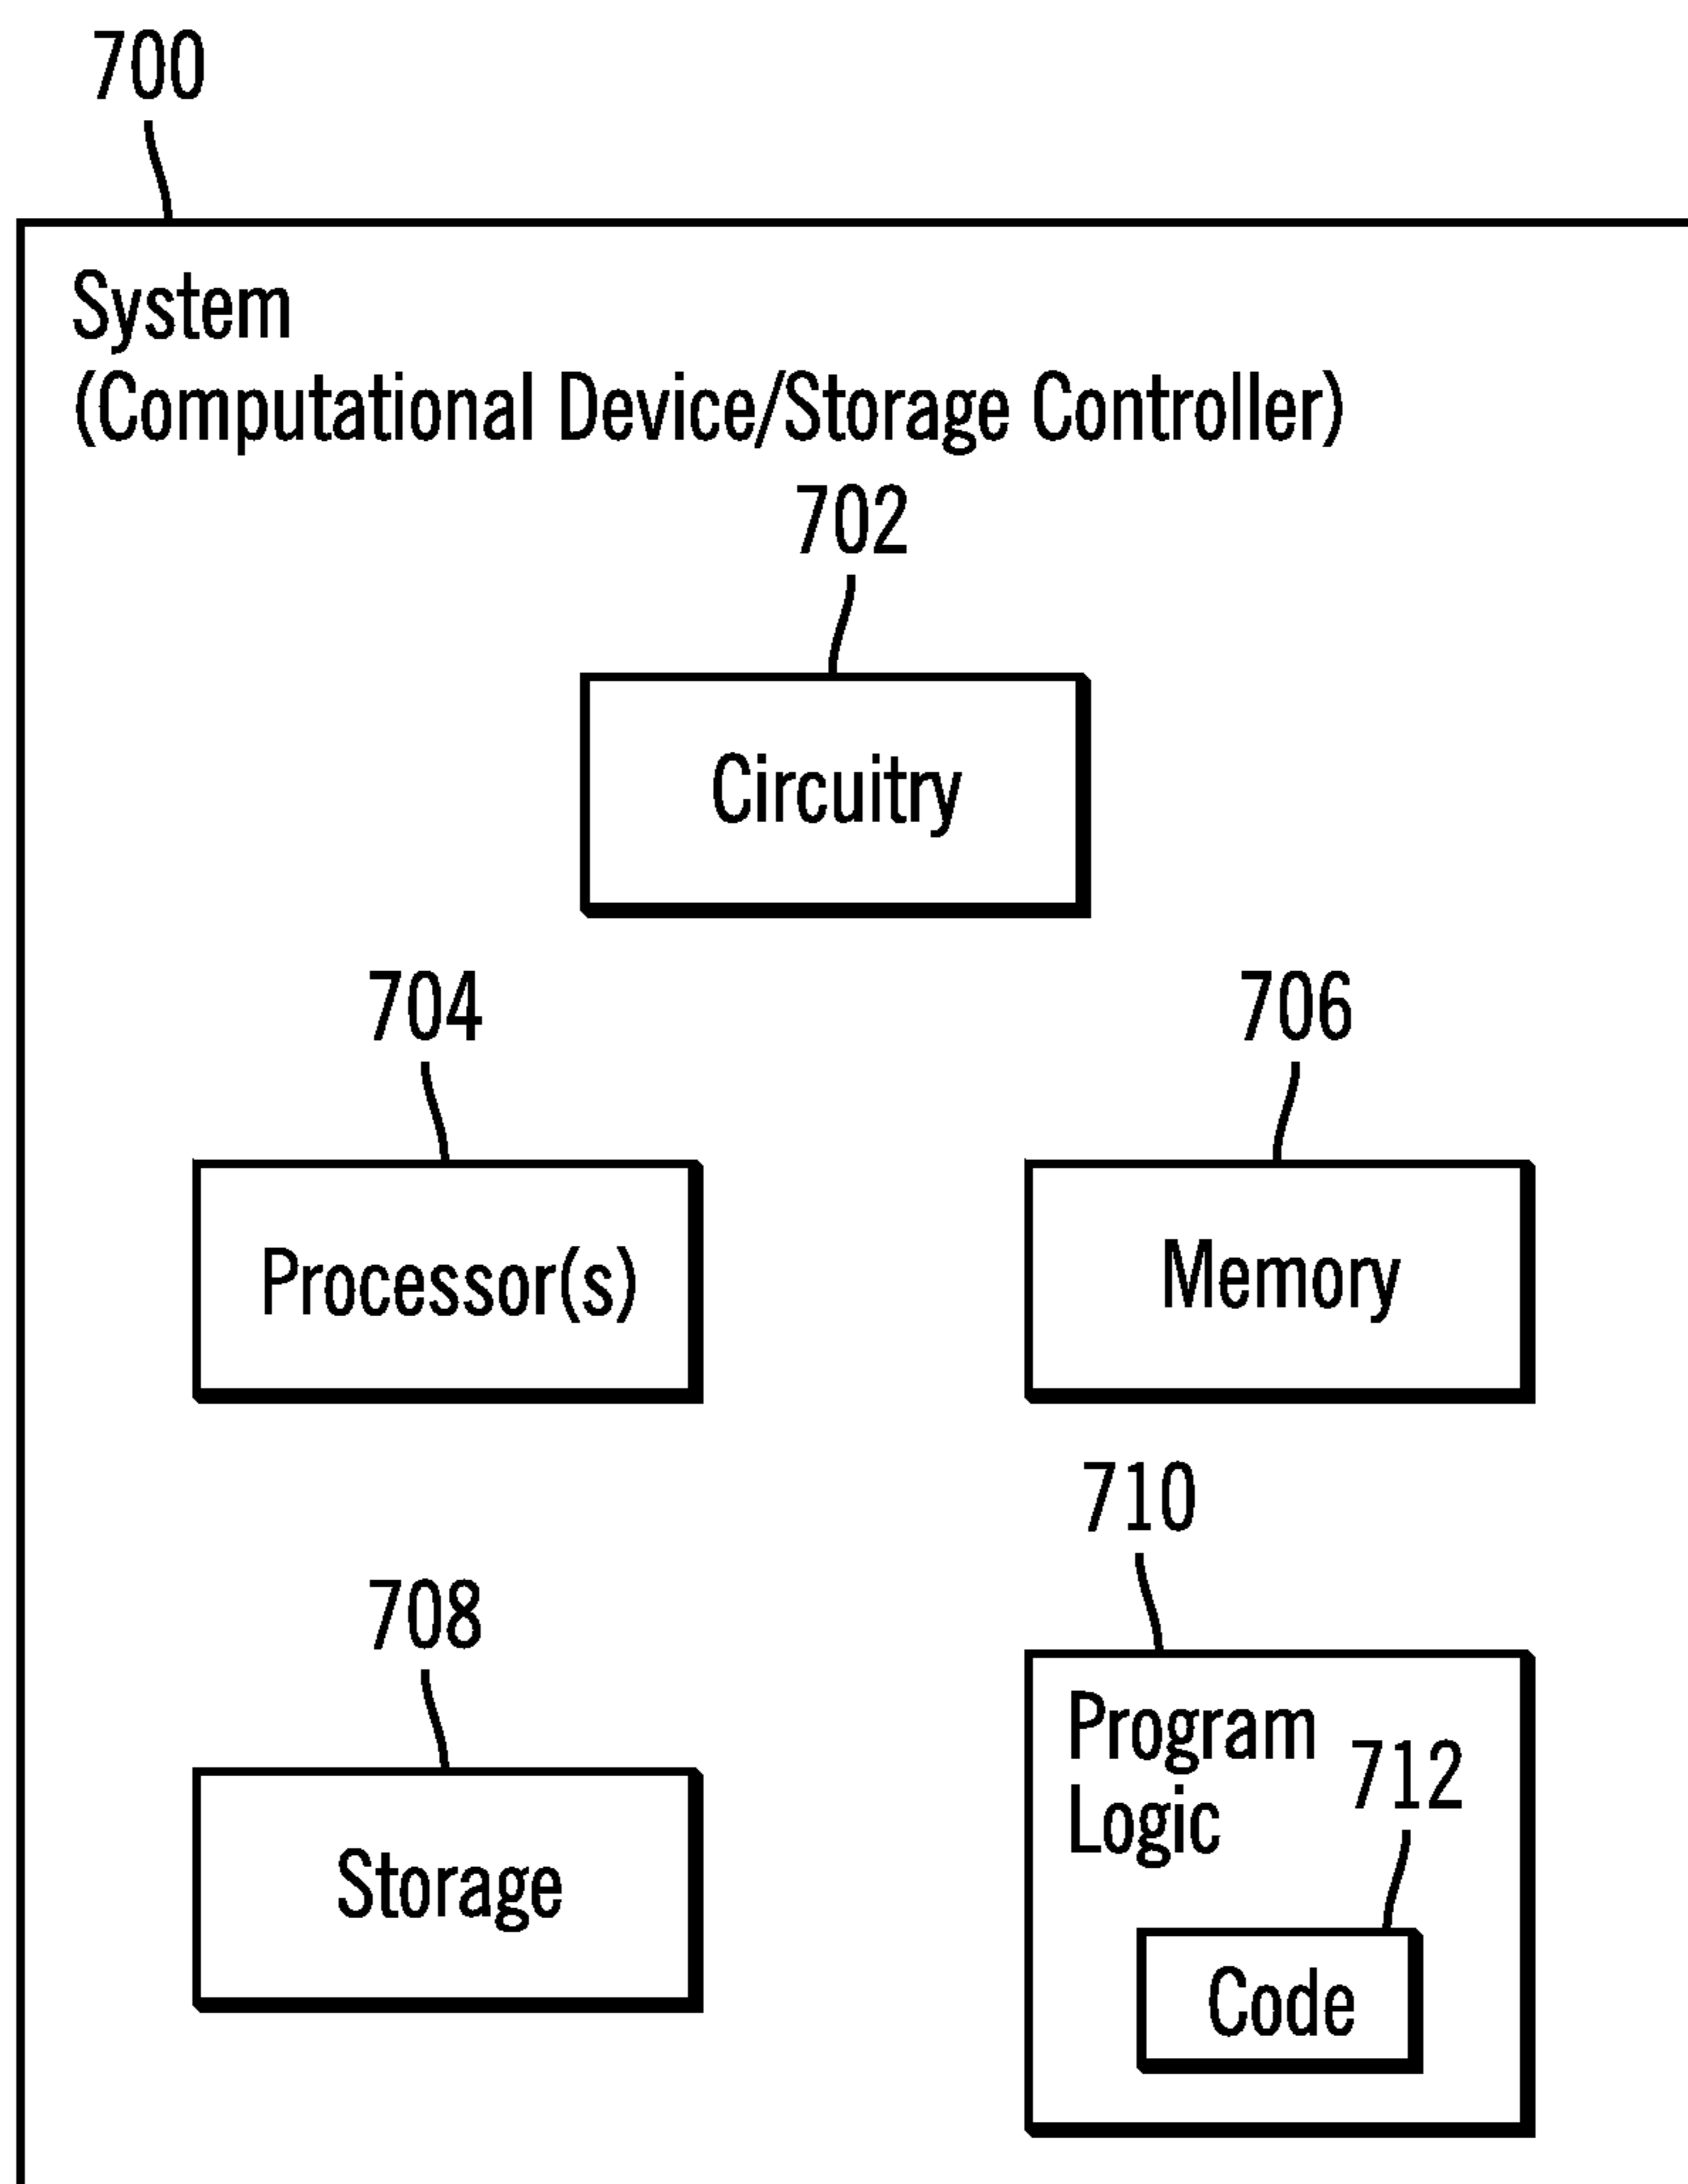 700
System
(Computational Device/Storage Controller)
702
Circuitry
704
706
Processor(s)
Memory
710
708
Program
Logic
712
Storage
Code